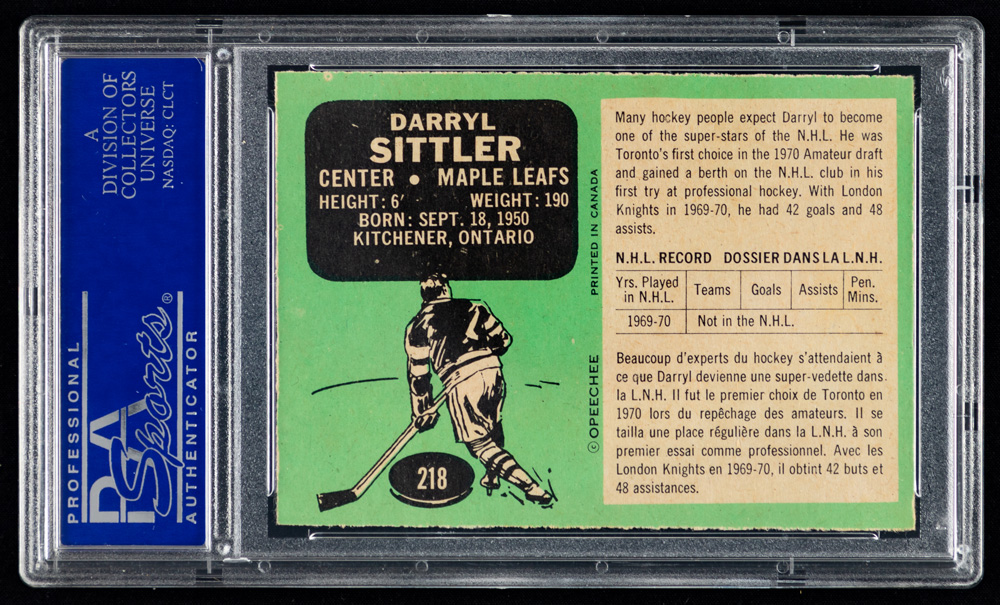 A
DIVISION OF
COLLECTORS
UNIVERSE
NASDAQ: CLCT
PROFESSIONAL
PSA
Sports®
AUTHENTICATOR
DARRYL
SITTLER
CENTER • MAPLE LEAFS
HEIGHT: 6' WEIGHT: 190
BORN: SEPT. 18, 1950
KITCHENER, ONTARIO
218
PRINTED IN CANADA
© OPEECHEE
Many hockey people expect Darryl to become
one of the super-stars of the N.H.L. He was
Toronto's first choice in the 1970 Amateur draft
and gained a berth on the N.H.L. club in his
first try at professional hockey. With London
Knights in 1969-70, he had 42 goals and 48
assists.
N.H.L. RECORD DOSSIER DANS LA L.N.H.
Yrs. Played in N.H.L. Teams Goals Assists Pen. Mins.
1969-70 Not in the N.H.L.
Beaucoup d'experts du hockey s'attendaient à
ce que Darryl devienne une super-vedette dans
la L.N.H. Il fut le premier choix de Toronto en
1970 lors du repêchage des amateurs. Il se
tailla une place régulière dans la L.N.H. à son
premier essai comme professionnel. Avec les
London Knights en 1969-70, il obtint 42 buts et
48 assistances.